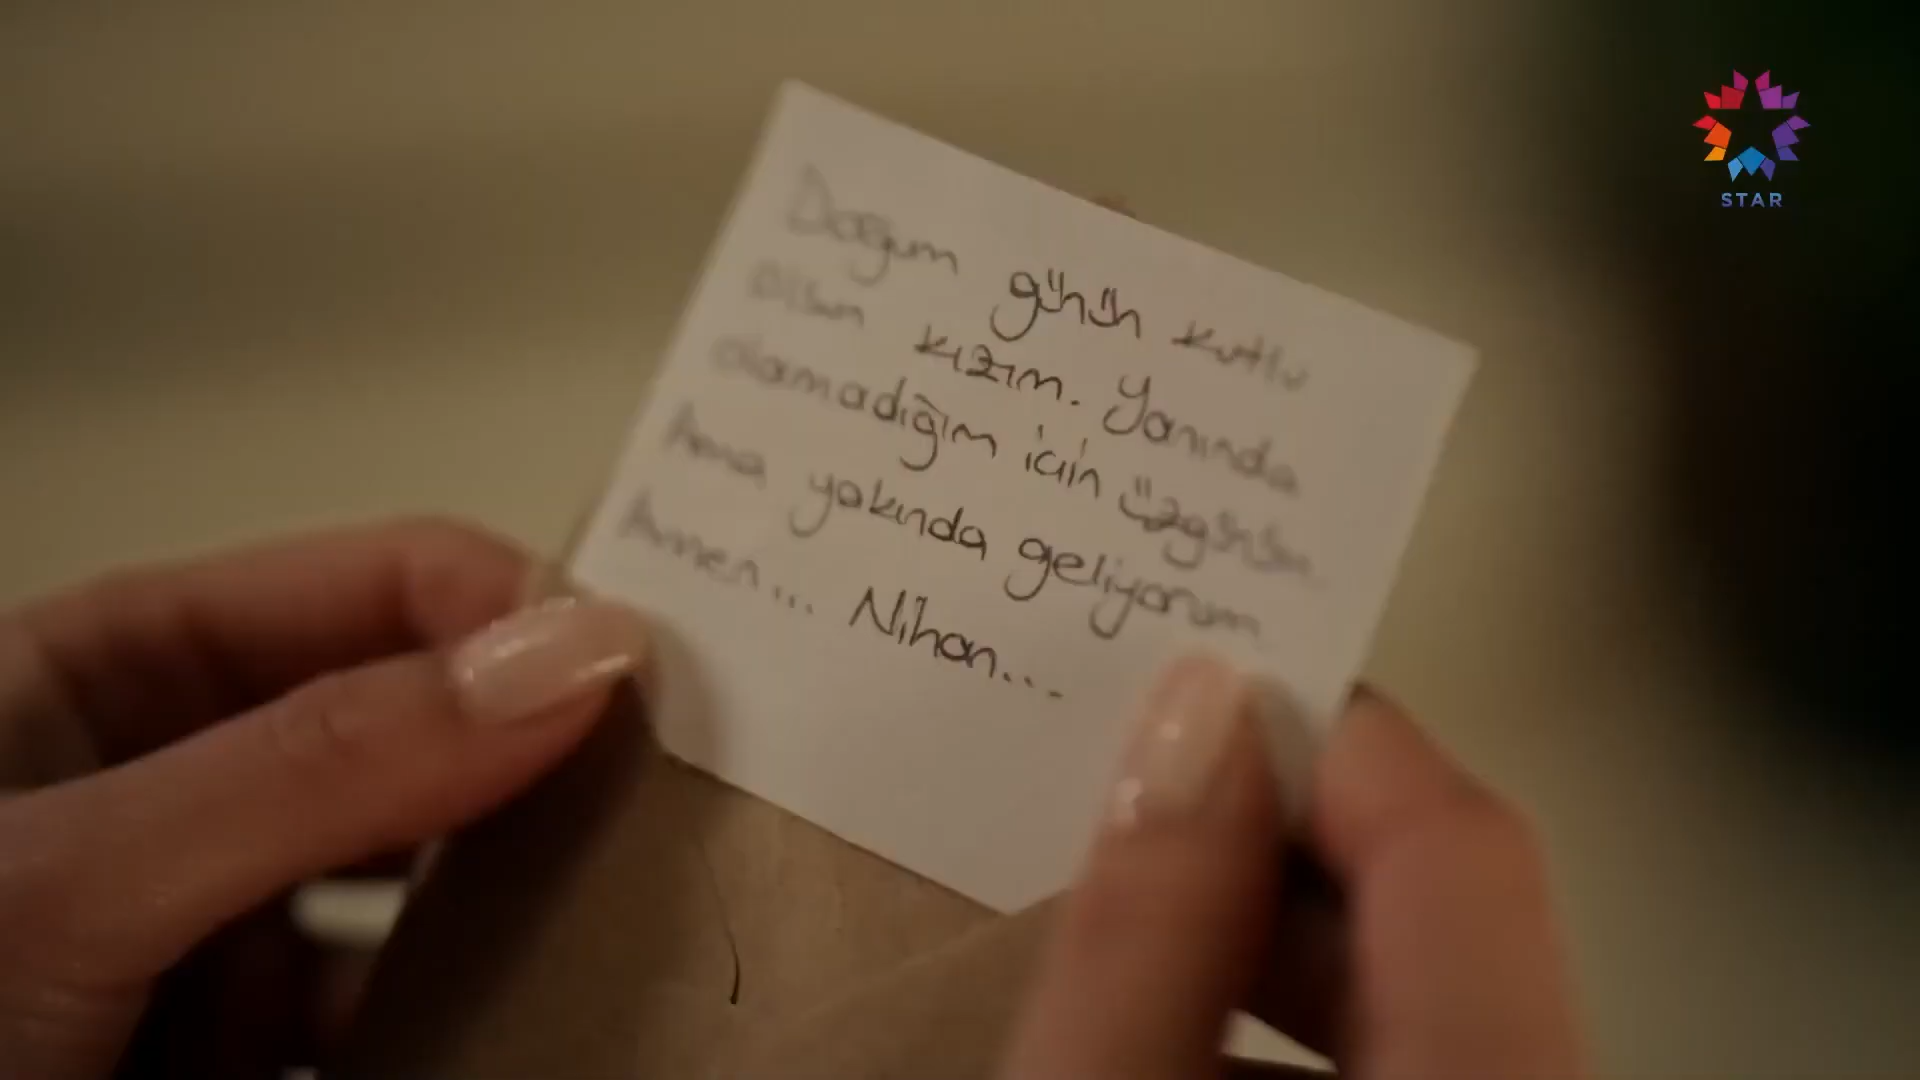 Doğum günün kutlu
olsun kızım. Yanında
olamadığım için üzgünüm
Ama yakında geliyorum
Annen... Nihan...
STAR